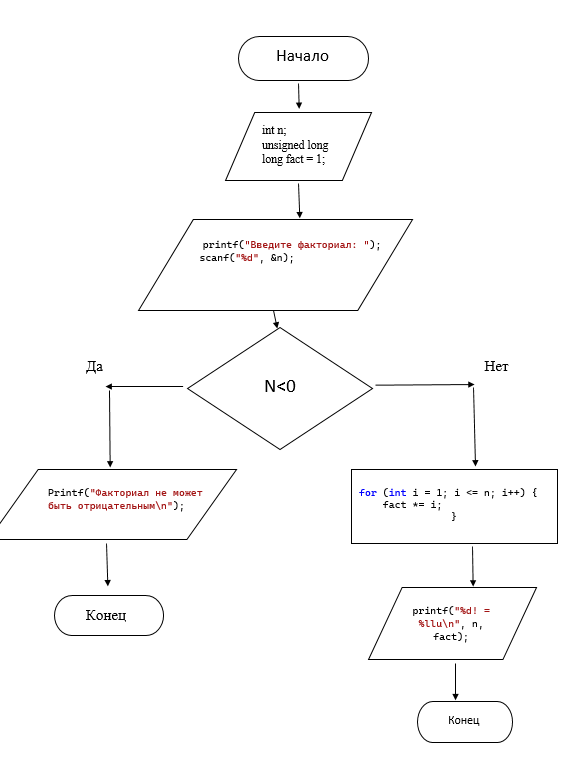 Начало
int n;
unsigned long
long fact = 1;
printf("Введите факториал: ");
scanf("%d", &n);
Да
Нет
N<0
Printf("Факториал не может
быть отрицательным\n");
for (int i = 1; i <= n; i++) {
fact *= i;
}
Конец
printf("%d! =
%llu\n", n,
fact);
Конец